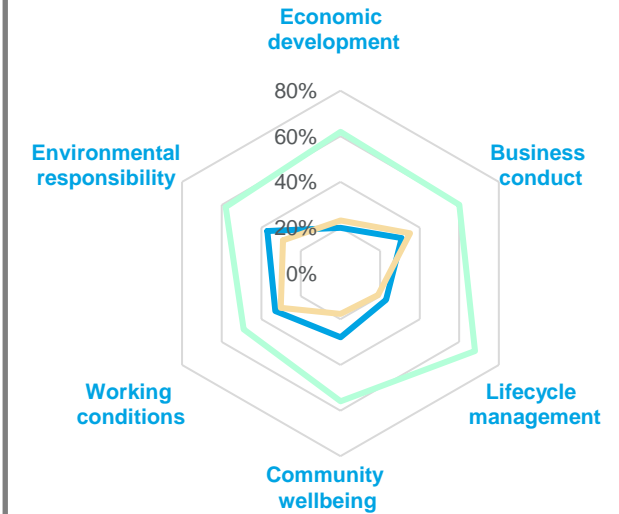 Economic
development
80%
60%
Environmental
responsibility
Business
conduct
40%
20%
0%
Working
conditions
Lifecycle
management
Community
wellbeing